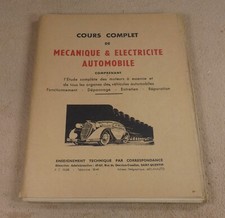 COURS COMPLET
DE
MECANIQUE & ELECTRICITE
AUTOMOBILE
COMPRENANT
l'Etude complète des moteurs à essence et
de tous les organes des véhicules automobiles
Fonctionnement Dépannage Entretien Réparation
ENSEIGNEMENT TECHNIQUE PAR CORRESPONDANCE